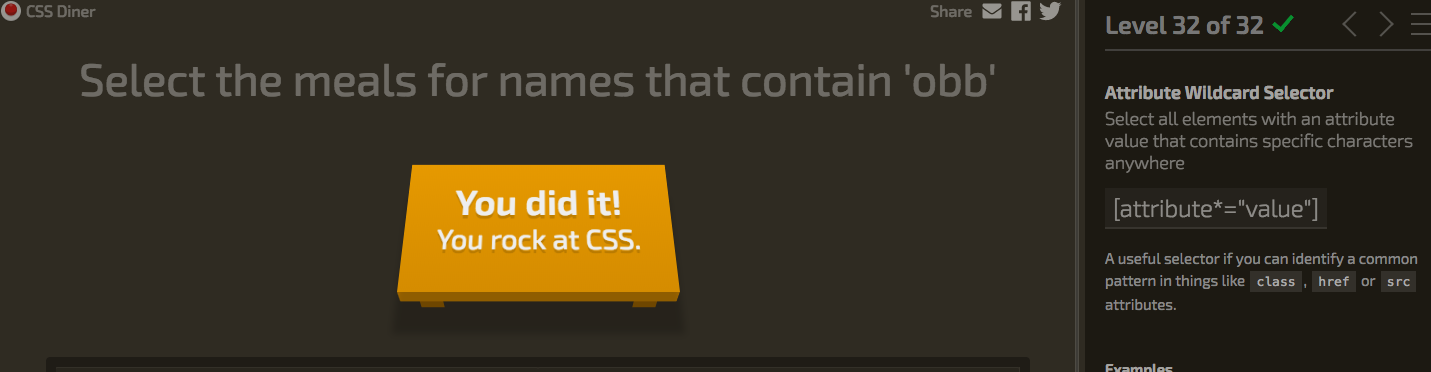 CSS Diner
Share
Select the meals for names that contain 'obb'
You did it!
You rock at CSS.
Level 32 of 32
Attribute Wildcard Selector
Select all elements with an attribute
value that contains specific characters
anywhere
[attribute*="value"]
A useful selector if you can identify a common
pattern in things like class , href or src
attributes.
Examples